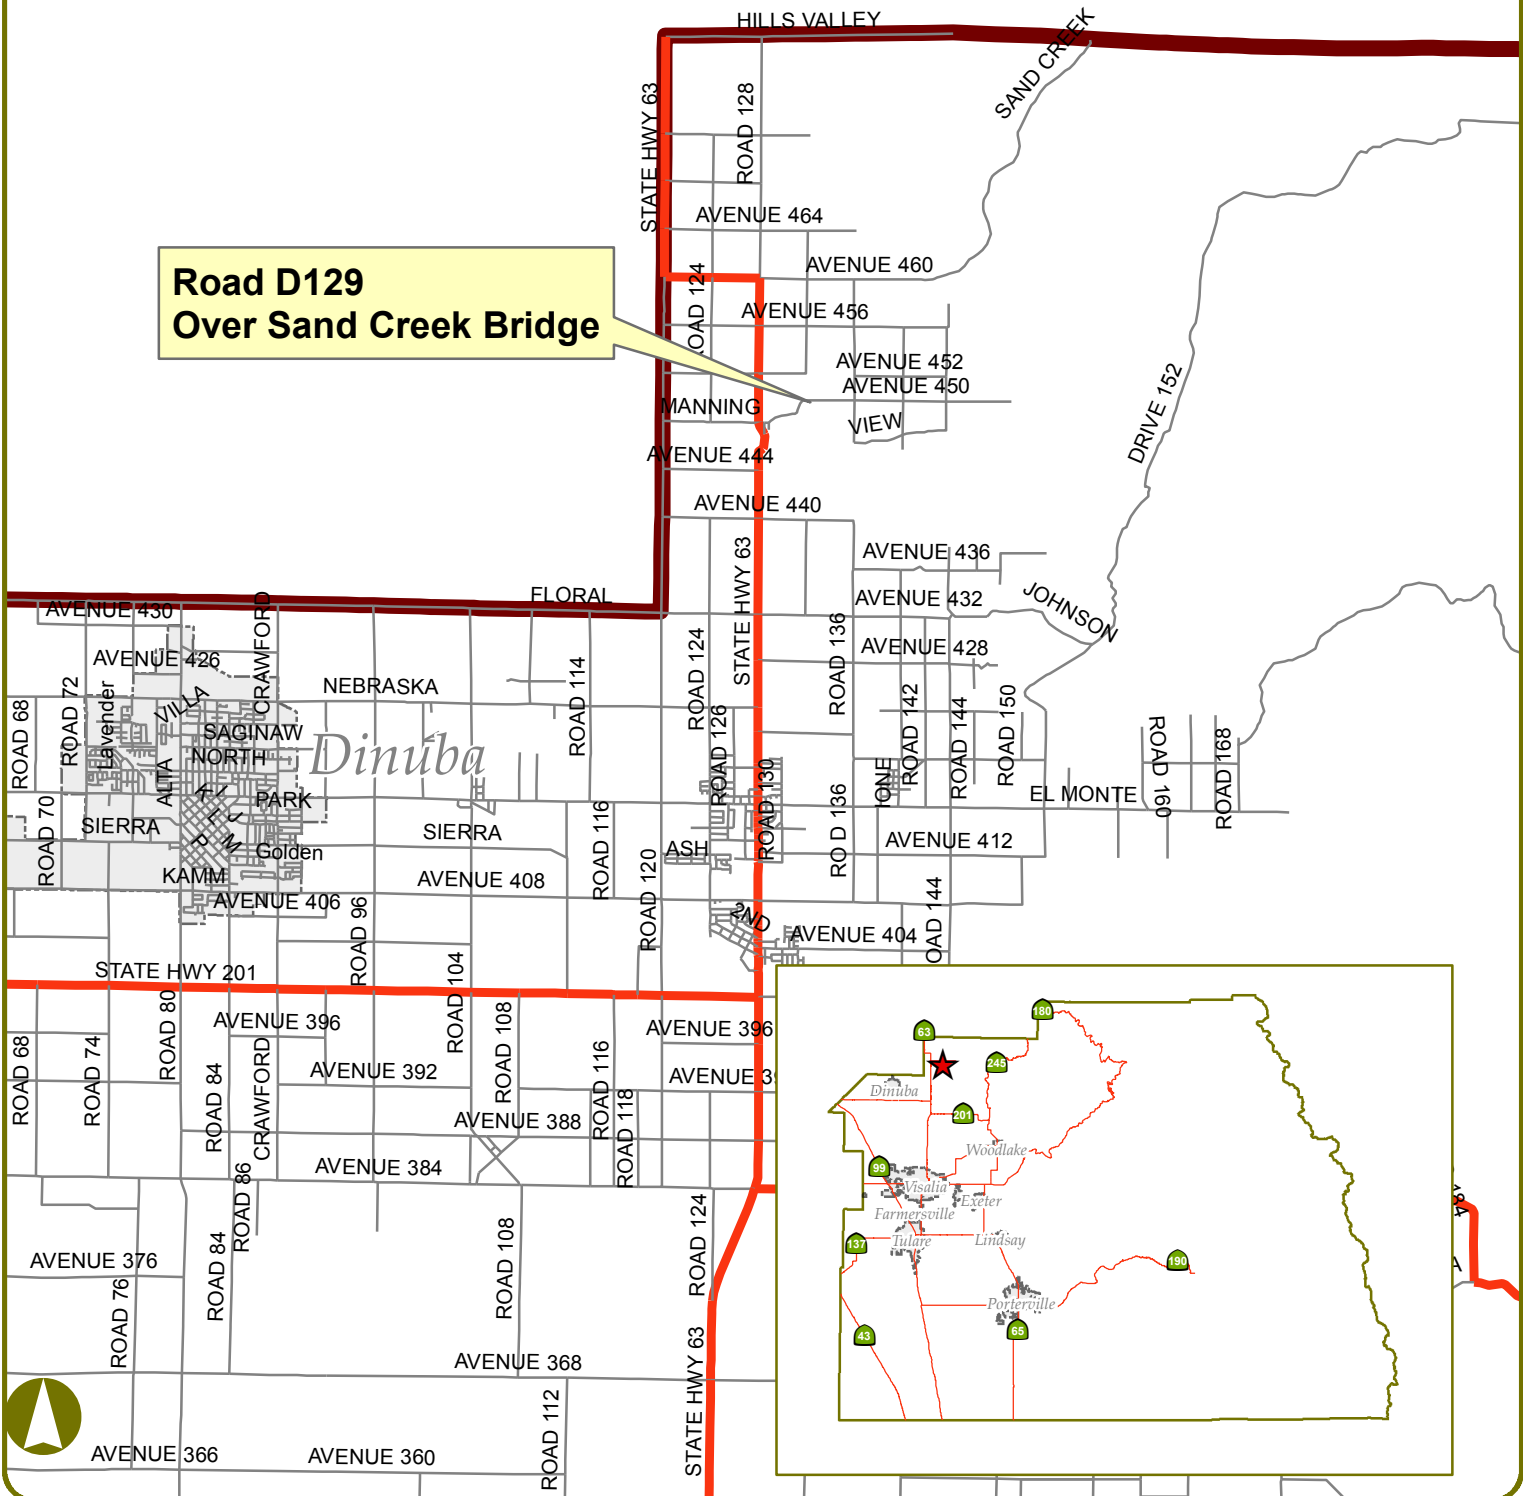 HILLS VALLEY
SAND CREEK
STATE HWY 63
ROAD 128
AVENUE 464
AVENUE 460
ROAD 124
Road D129
Over Sand Creek Bridge
AVENUE 456
AVENUE 452
AVENUE 450
MANNING
VIEW
DRIVE 152
AVENUE 444
AVENUE 440
STATE HWY 63
AVENUE 436
JOHNSON
FLORAL
AVENUE 430
CRAWFORD
AVENUE 432
ROAD 136
AVENUE 428
AVENUE 426
ROAD 124
ROAD 114
NEBRASKA
ROAD 68
ROAD 72
Lavender
VILLA
SAGINAW
NORTH
Dinuba
ALTA
K
L
M
P
J
PARK
ROAD 126
ROAD 130
ROAD 142
ROAD 144
ROAD 150
ROAD 160
ROAD 168
IONE
EL MONTE
RO D 136
AVENUE 412
ROAD 70
SIERRA
SIERRA
Golden
KAMM
ROAD 116
ASH
AVENUE 408
AVENUE 406
ROAD 96
ROAD 120
2ND
AVENUE 404
OAD 144
STATE HWY 201
ROAD 80
ROAD 104
ROAD 108
AVENUE 396
AVENUE 396
ROAD 68
ROAD 74
ROAD 84
CRAWFORD
AVENUE 392
ROAD 116
ROAD 118
AVENUE 39
AVENUE 388
AVENUE 384
ROAD 86
ROAD 84
ROAD 108
ROAD 124
AVENUE 376
ROAD 76
AVENUE 368
STATE HWY 63
ROAD 112
AVENUE 366
AVENUE 360
184
A
180
63
245
Dinuba
201
Woodlake
99
Visalia
Exeter
Farmersville
137
Tulare
Lindsay
190
Porterville
43
65